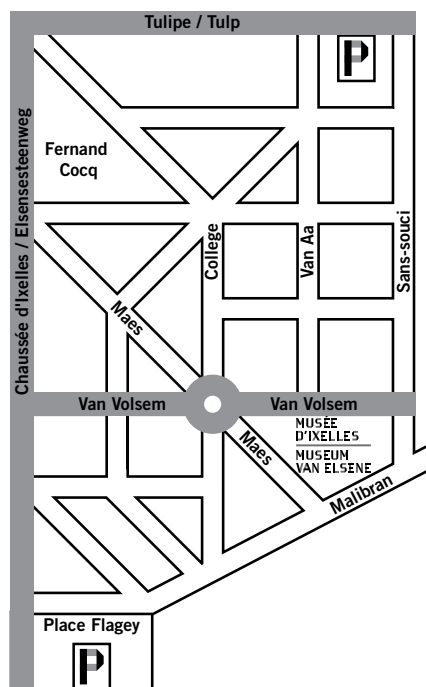 Tulipe / Tulp
P
Chaussée d'Ixelles / Elsensesteenweg
Fernand
Cocq
College
Van Aa
Sans-souci
Maes
Van Volsem
Van Volsem
MUSÉE
D'IXELLES
MUSEUM
VAN ELSENE
Maes
Malibran
Place Flagey
P